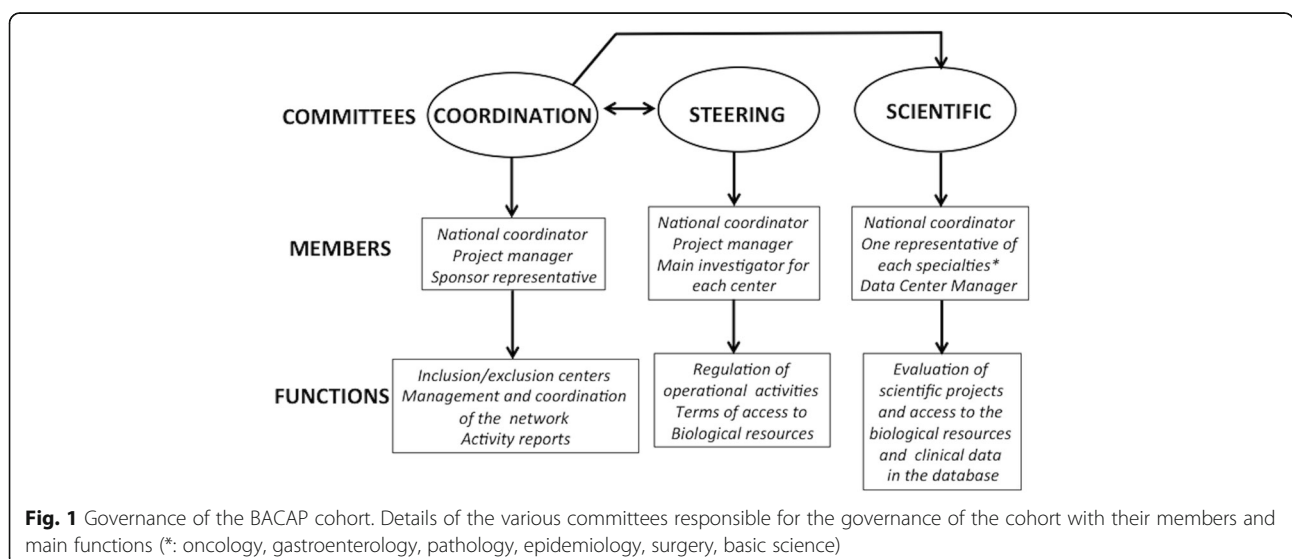 COMMITTEES
COORDINATION
STEERING
SCIENTIFIC
MEMBERS
National coordinator
Project manager
Sponsor representative
National coordinator
Project manager
Main investigator for
each center
National coordinator
One representative of
each specialties*
Data Center Manager
FUNCTIONS
Inclusion/exclusion centers
Management and coordination
of the network
Activity reports
Regulation of
operational activities
Terms of access to
Biological resources
Evaluation of
scientific projects
and access to the
biological resources
and clinical data
in the database
Fig. 1 Governance of the BACAP cohort. Details of the various committees responsible for the governance of the cohort with their members and
main functions (*: oncology, gastroenterology, pathology, epidemiology, surgery, basic science)